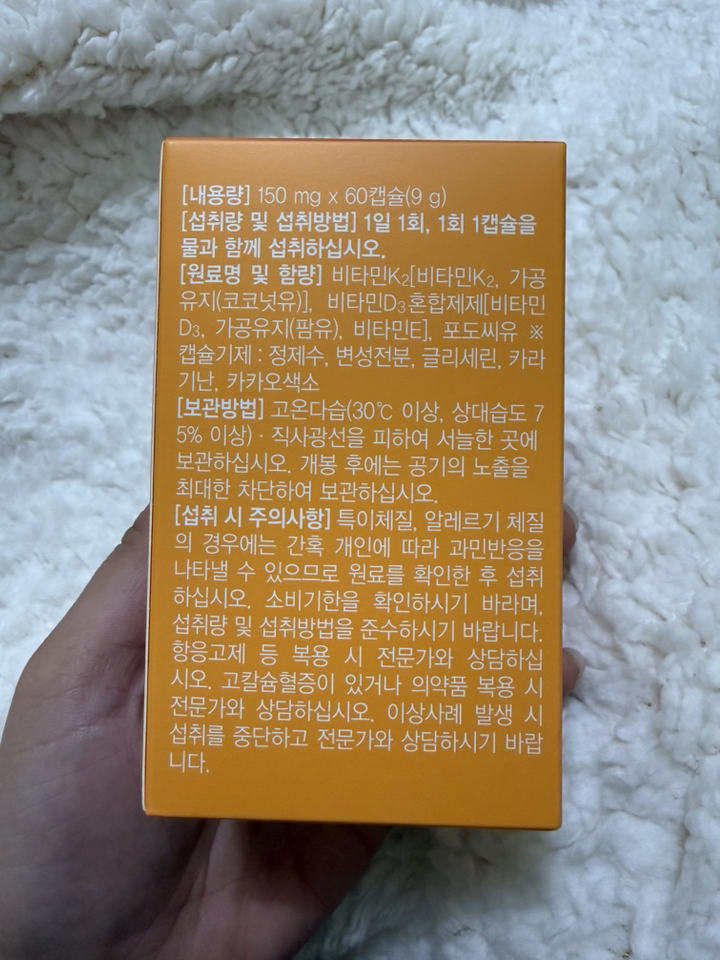 [내용량] 150 mg x 60캡슐(9 g)
[섭취량 및 섭취방법] 1일 1회, 1회 1캡슐을
물과 함께 섭취하십시오.
[원료명 및 함량] 비타민K₂[비타민K₂, 가공
유지(코코넛유)], 비타민D₃혼합제제[비타민
D₃, 가공유지(팜유), 비타민E], 포도씨유 ※
캡슐기제 : 정제수, 변성전분, 글리세린, 카라
기난, 카카오색소
[보관방법] 고온다습(30℃ 이상, 상대습도 7
5% 이상) · 직사광선을 피하여 서늘한 곳에
보관하십시오. 개봉 후에는 공기의 노출을
최대한 차단하여 보관하십시오.
[섭취 시 주의사항] 특이체질, 알레르기 체질
의 경우에는 간혹 개인에 따라 과민반응을
나타낼 수 있으므로 원료를 확인한 후 섭취
하십시오. 소비기한을 확인하시기 바라며,
섭취량 및 섭취방법을 준수하시기 바랍니다.
항응고제 등 복용 시 전문가와 상담하십
시오. 고칼슘혈증이 있거나 의약품 복용 시
전문가와 상담하십시오. 이상사례 발생 시
섭취를 중단하고 전문가와 상담하시기 바랍
니다.